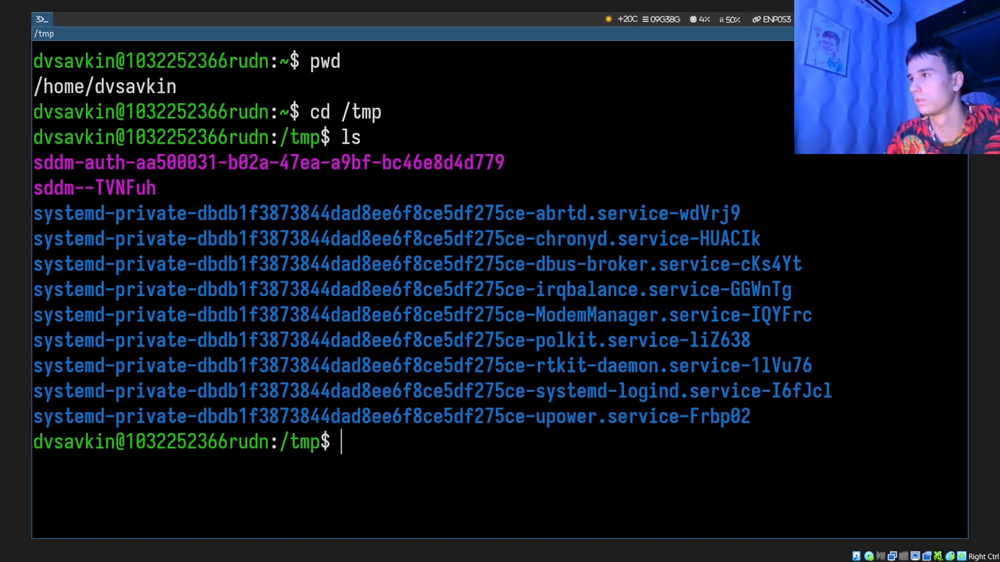 3>_
+20C 09G38G 4% й 50% ENP0S3
/tmp
dvsavkin@1032252366rudn:~$ pwd
/home/dvsavkin
dvsavkin@1032252366rudn:~$ cd /tmp
dvsavkin@1032252366rudn:/tmp$ ls
sddm-auth-aa500031-b02a-47ea-a9bf-bc46e8d4d779
sddm--TVNFuh
systemd-private-dbdb1f3873844dad8ee6f8ce5df275ce-abrtd.service-wdVrj9
systemd-private-dbdb1f3873844dad8ee6f8ce5df275ce-chronyd.service-HUACIk
systemd-private-dbdb1f3873844dad8ee6f8ce5df275ce-dbus-broker.service-cKs4Yt
systemd-private-dbdb1f3873844dad8ee6f8ce5df275ce-irqbalance.service-GGWnTg
systemd-private-dbdb1f3873844dad8ee6f8ce5df275ce-ModemManager.service-IQYFrc
systemd-private-dbdb1f3873844dad8ee6f8ce5df275ce-polkit.service-liZ638
systemd-private-dbdb1f3873844dad8ee6f8ce5df275ce-rtkit-daemon.service-1lVu76
systemd-private-dbdb1f3873844dad8ee6f8ce5df275ce-systemd-logind.service-I6fJcl
systemd-private-dbdb1f3873844dad8ee6f8ce5df275ce-upower.service-Frbp02
dvsavkin@1032252366rudn:/tmp$
Right Ctrl